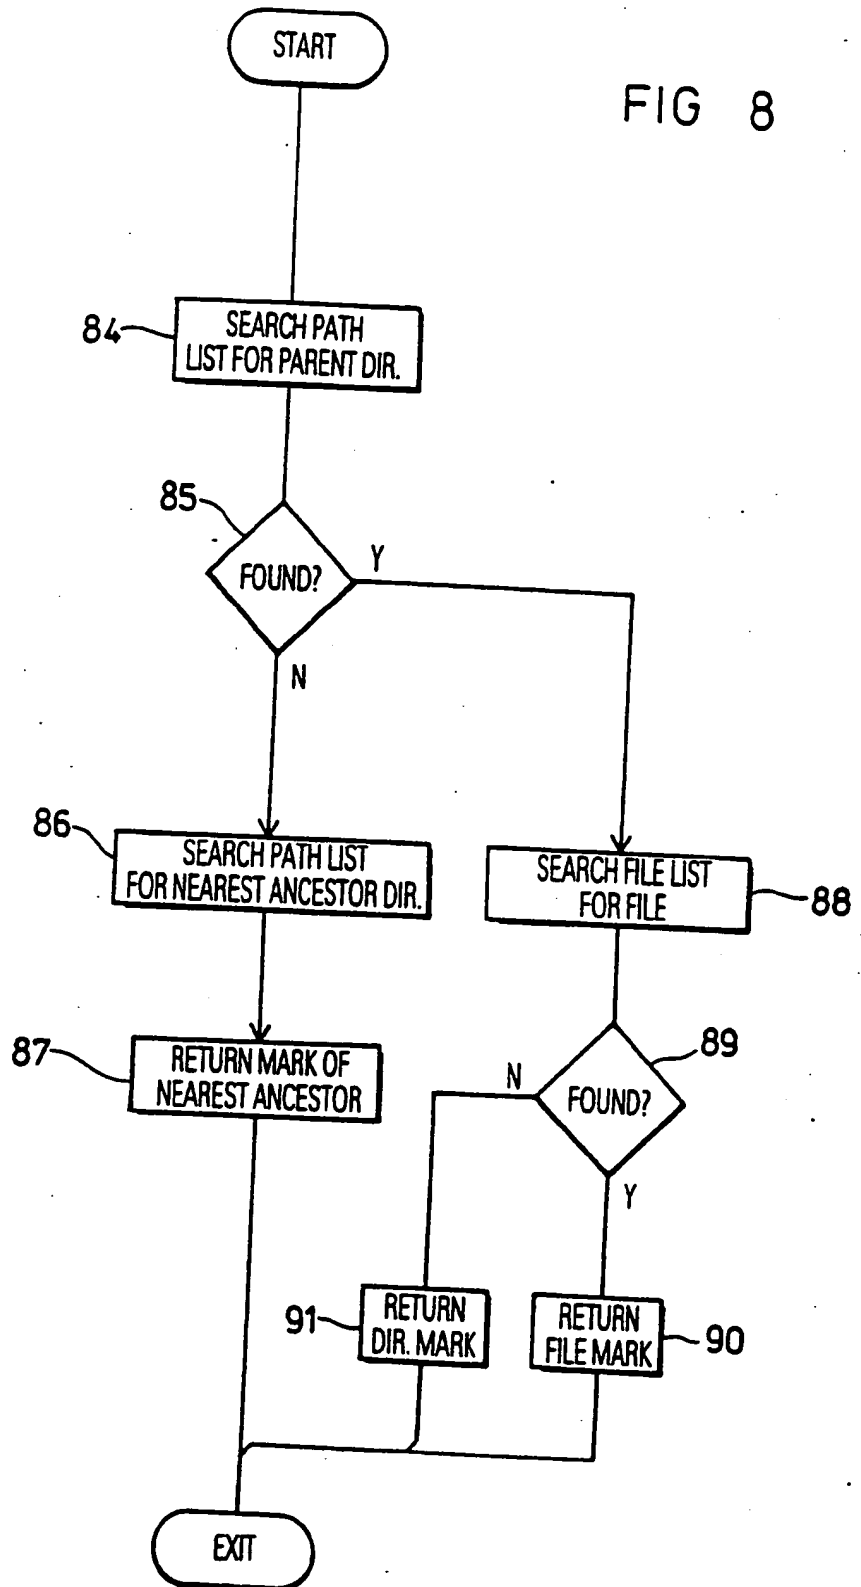 START
FIG 8
84
SEARCH PATH
LIST FOR PARENT DIR.
85
FOUND?
Y
N
86
SEARCH PATH LIST
FOR NEAREST ANCESTOR DIR.
SEARCH FILE LIST
FOR FILE
88
87
RETURN MARK OF
NEAREST ANCESTOR
89
N
FOUND?
Y
91
RETURN
DIR. MARK
RETURN
FILE MARK
90
EXIT